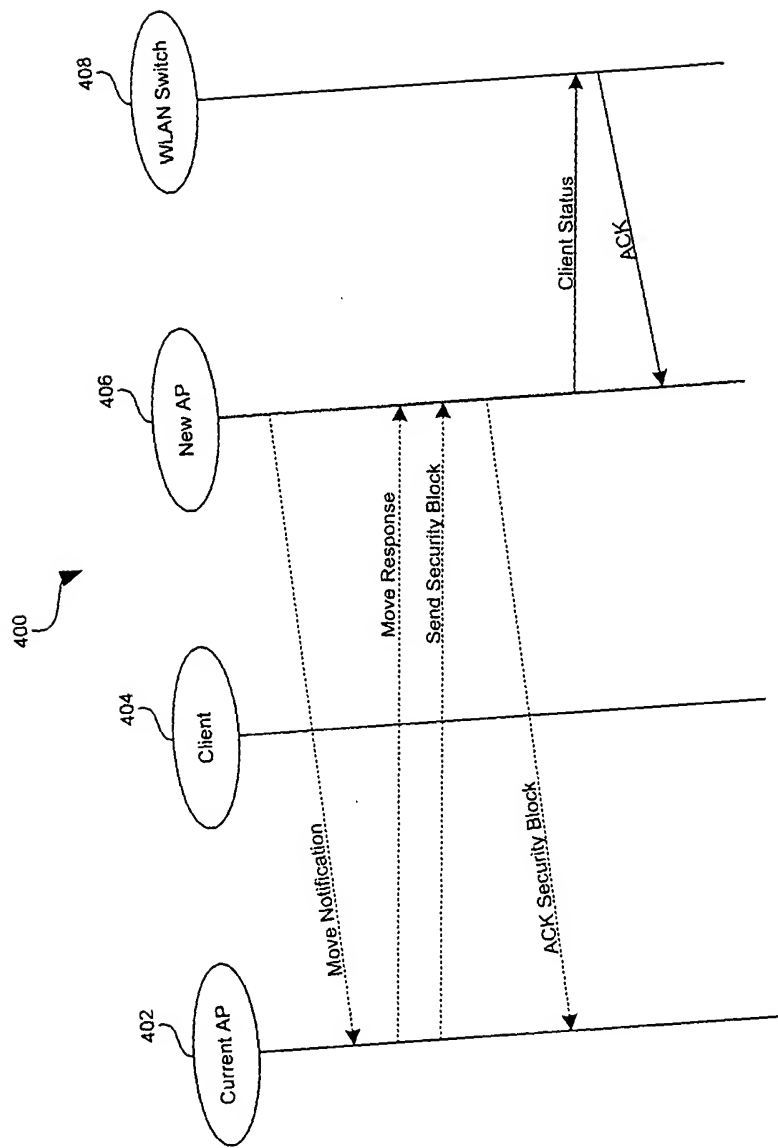 400
402
Current AP
404
Client
406
New AP
408
WLAN Switch
Move Notification
Move Response
Send Security Block
ACK Security Block
Client Status
ACK